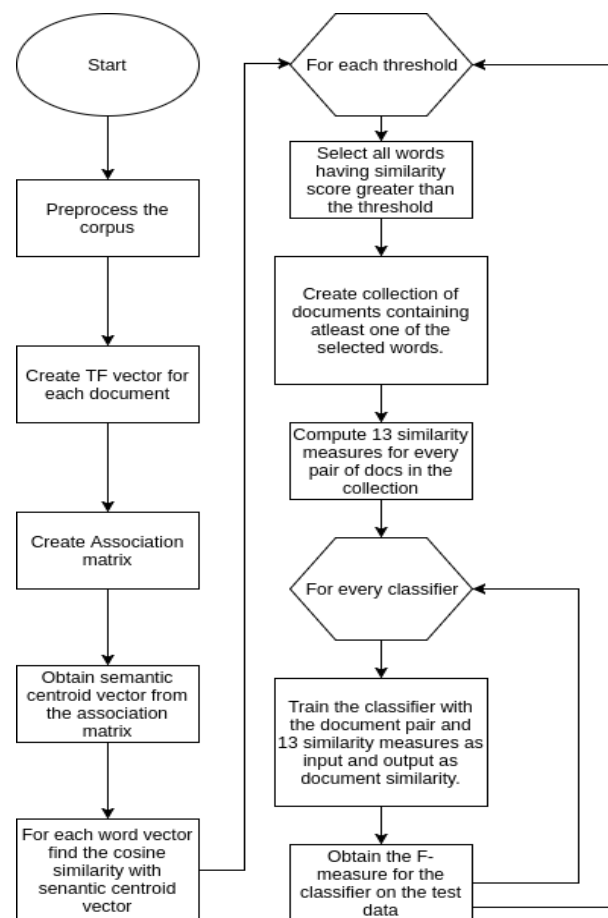 Start
Preprocess the
corpus
Create TF vector for
each document
Create Association
matrix
Obtain semantic
centroid vector from
the association
matrix
For each word vector
find the cosine
similarity with
senantic centroid
vector
For each threshold
Select all words
having similarity
score greater than
the threshold
Create collection of
documents containing
atleast one of the
selected words.
Compute 13 similarity
measures for every
pair of docs in the
collection
For every classifier
Train the classifier with
the document pair and
13 similarity measures as
input and output as
document similarity.
Obtain the F-
measure for the
classifier on the test
data